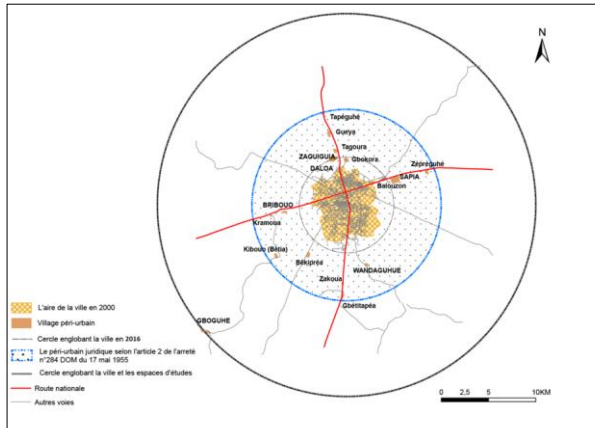 N
Tapéguhé
Gueya
Tagoura
ZAGUIGUIA
Gbokora
DALOA
Zépréguhé
SAPIA
Balouzon
BRIBOUO
Kramoua
Kibouo (Bétia)
Békipréa
WANDAGUHUE
Zakoua
Gbétitapéa
GBOGUHE
L'aire de la ville en 2000
Village péri-urbain
Cercle englobant la ville en 2016
Le péri-urbain juridique selon l'article 2 de l'arreté
n°284 DOM du 17 mai 1955
Cercle englobant la ville et les espaces d'études
Route nationale
Autres voies
0 2,5 5 10KM